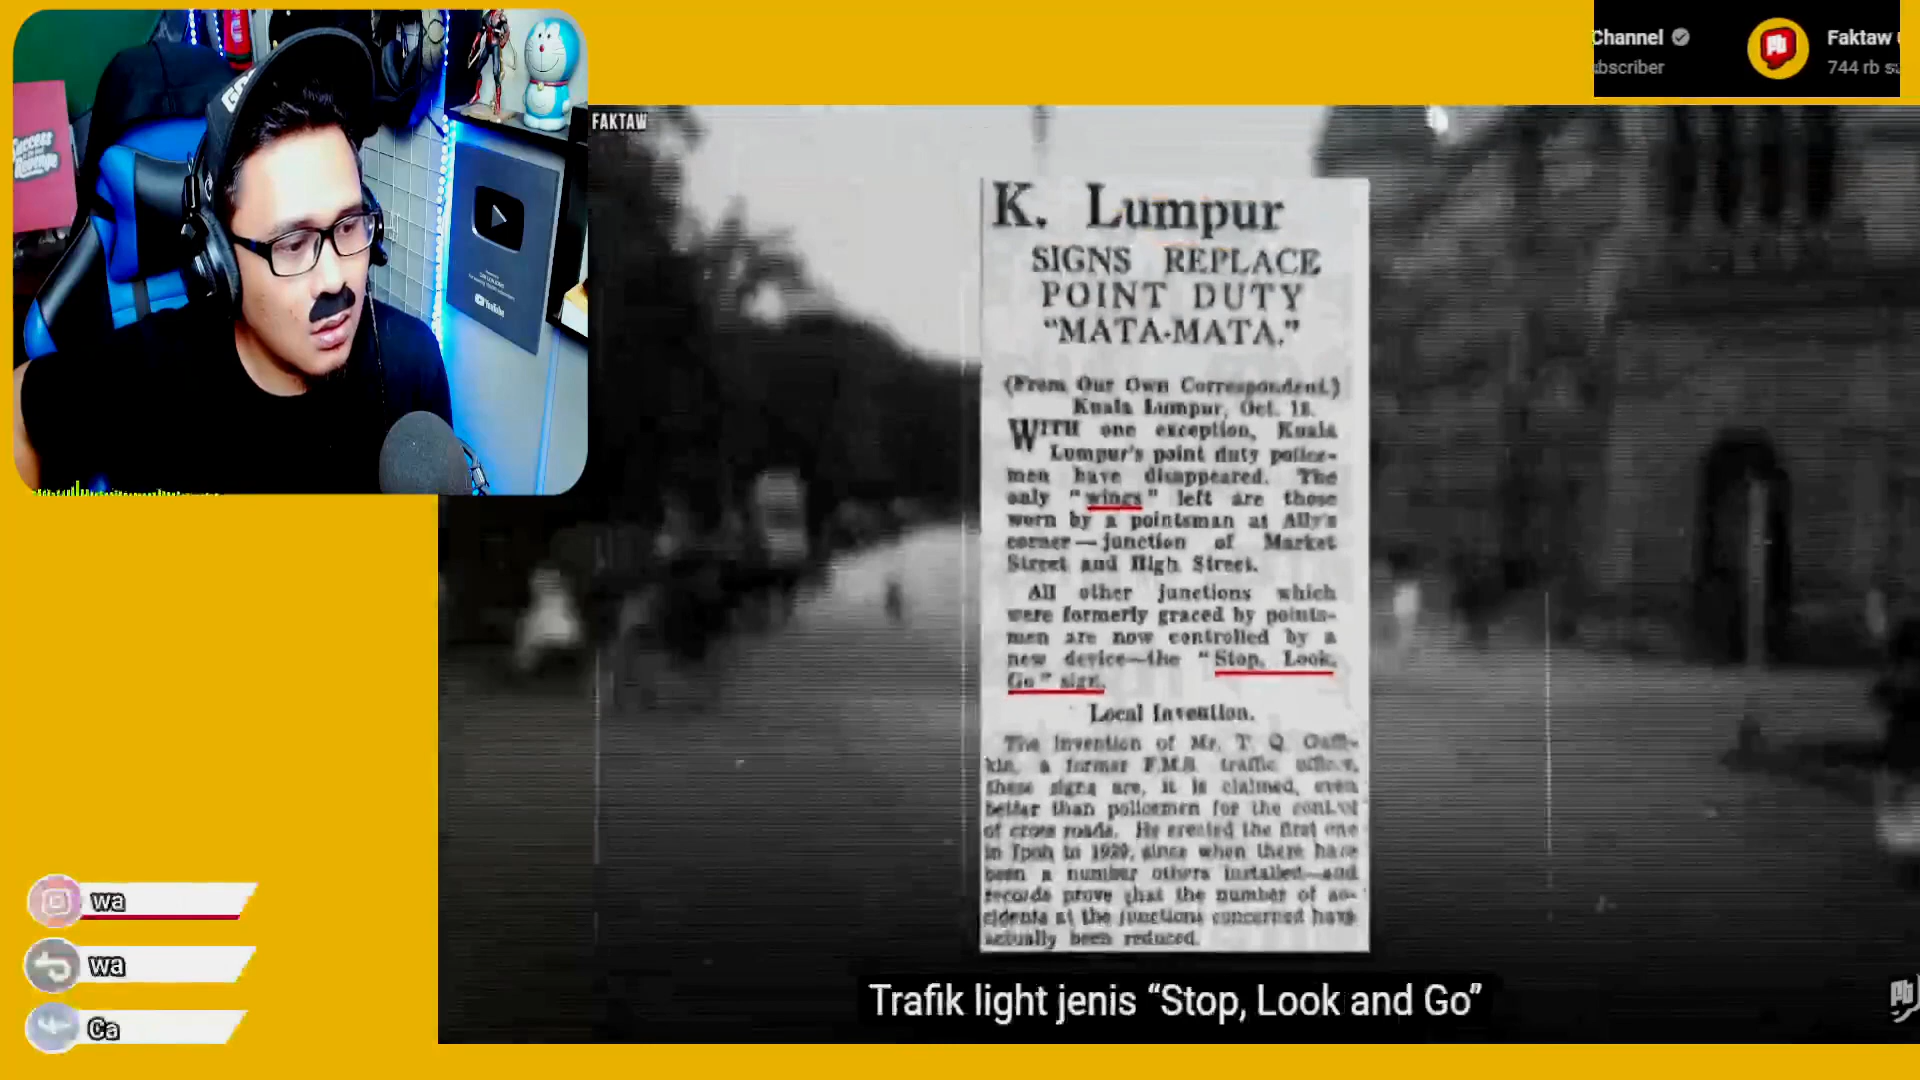 Channel
bscriber
Faktaw
744 rb su
Success
Revenge
YouTube
FAKTAW
K. Lumpur
SIGNS REPLACE
POINT DUTY
"MATA-MATA."
(From Our Own Correspondent.)
Kuala Lumpur, Oct. 18.
WITH one exception, Kuala
Lumpur's point duty police-
men have disappeared. The
only "wings" left are those
worn by a pointsman at Ally's
corner—junction of Market
Street and High Street.
All other junctions which
were formerly graced by points-
men are now controlled by a
new device—the "Stop, Look,
Go" sign.
Local Invention.
The invention of Mr. T. Q.
a former F.M.S. traffic officer,
these signs are, it is claimed, even
better than policemen for the control
of cross roads. He erected the first one
in Ipoh in 1929, since when there have
been a number others installed—and
records prove that the number of ac-
cidents at the junctions concerned have
actually been reduced.
Trafik light jenis “Stop, Look and Go”
wa
wa
Ca